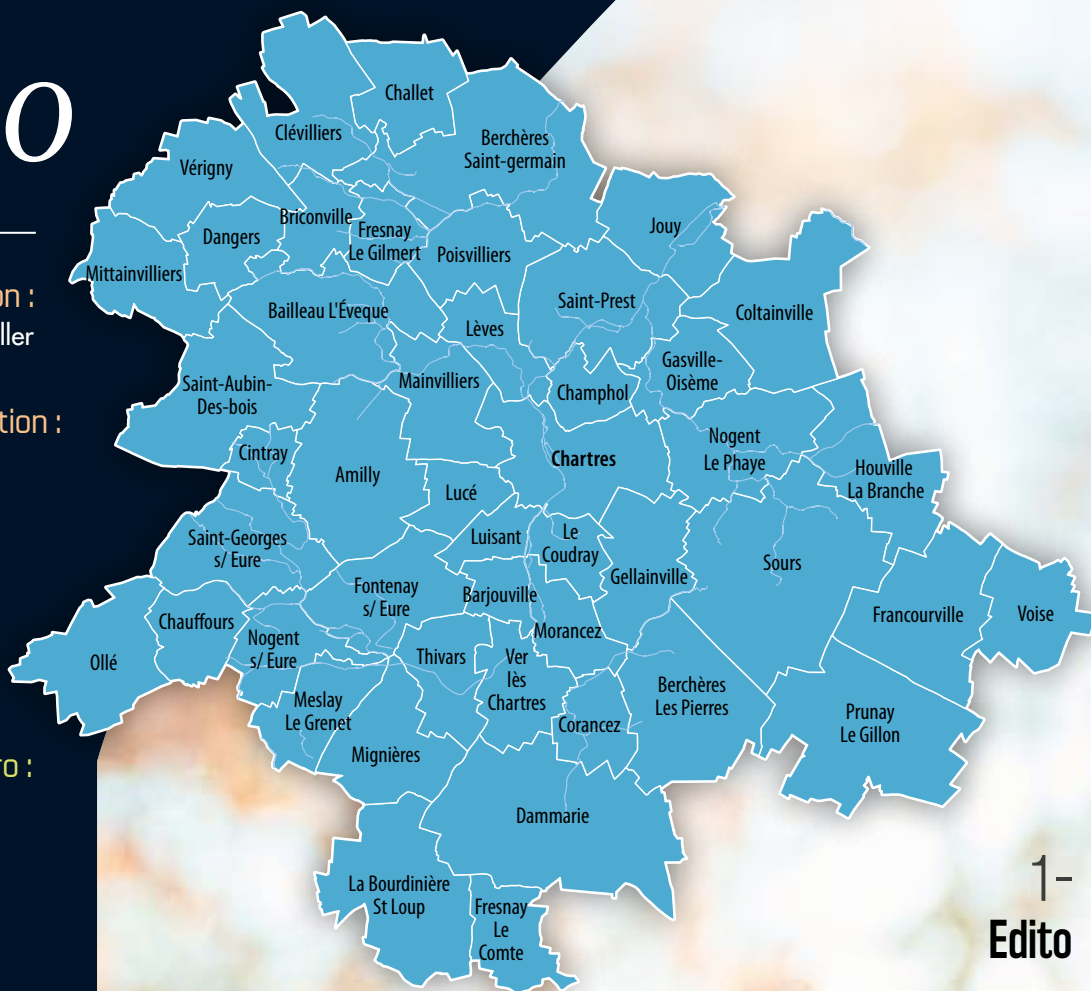 o
on :
ller
tion :
ro :
Challet
Clévilliers
Berchères
Saint-germain
Vérigny
Briconville
Fresnay
Le Gilmert
Dangers
Poisvilliers
Jouy
Mittainvilliers
Bailleau L'Éveque
Lèves
Saint-Prest
Coltainville
Saint-Aubin-
Des-bois
Mainvilliers
Champhol
Gasville-
Oisème
Cintray
Amilly
Lucé
Chartres
Nogent
Le Phaye
Houville
La Branche
Saint-Georges
s/ Eure
Luisant
Le
Coudray
Gellainville
Sours
Fontenay
s/ Eure
Barjouville
Francourville
Voise
Chauffours
Nogent
s/ Eure
Morancez
Ollé
Thivars
Ver
lès
Chartres
Berchères
Les Pierres
Meslay
Le Grenet
Corancez
Prunay
Le Gillon
Mignières
Dammarie
La Bourdinière
St Loup
Fresnay
Le
Comte
1-
Edito